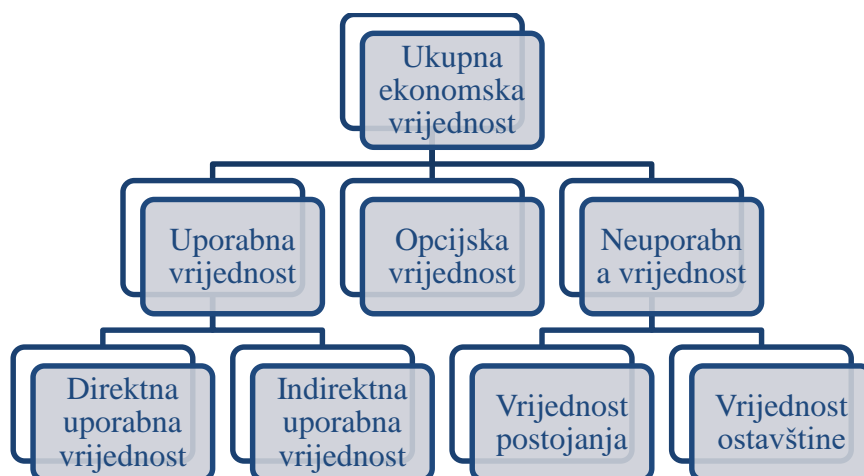 Ukupna
ekonomska
vrijednost
Uporabna
vrijednost
Opcijska
vrijednost
Neuporabn
a vrijednost
Direktna
uporabna
vrijednost
Indirektna
uporabna
vrijednost
Vrijednost
postojanja
Vrijednost
ostavštine